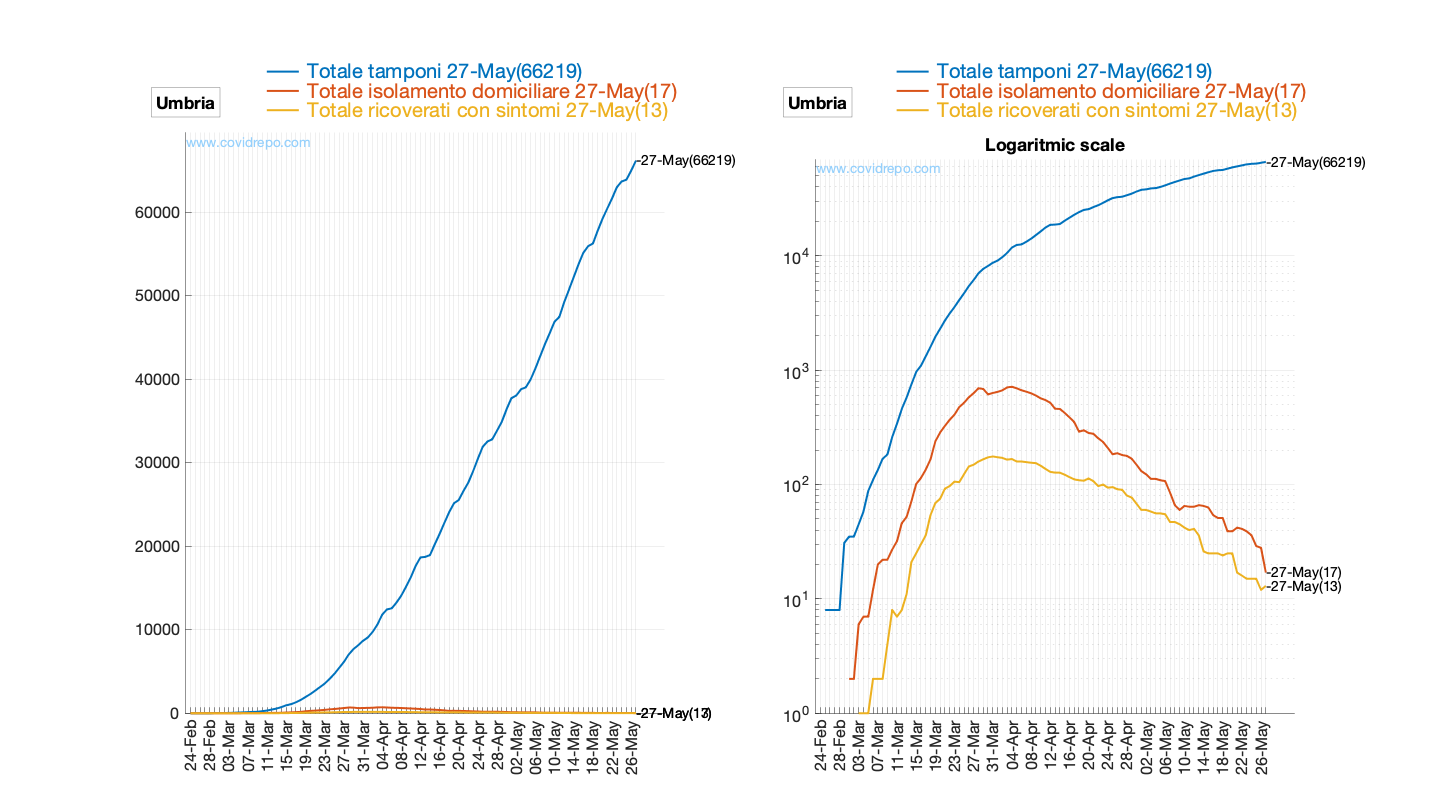 Totale tamponi 27-May(66219)
Totale isolamento domiciliare 27-May(17)
Totale ricoverati con sintomi 27-May(13)
Umbria
www.covidrepo.com
-27-May(66219)
60000
50000
40000
30000
20000
10000
0
-27-May(13)
24-Feb
28-Feb
03-Mar
07-Mar
11-Mar
15-Mar
19-Mar
23-Mar
27-Mar
31-Mar
04-Apr
08-Apr
12-Apr
16-Apr
20-Apr
24-Apr
28-Apr
02-May
06-May
10-May
14-May
18-May
22-May
26-May
Totale tamponi 27-May(66219)
Totale isolamento domiciliare 27-May(17)
Totale ricoverati con sintomi 27-May(13)
Umbria
Logaritmic scale
www.covidrepo.com
-27-May(66219)
10^4
10^3
10^2
10^1
10^0
-27-May(17)
-27-May(13)
24-Feb
28-Feb
03-Mar
07-Mar
11-Mar
15-Mar
19-Mar
23-Mar
27-Mar
31-Mar
04-Apr
08-Apr
12-Apr
16-Apr
20-Apr
24-Apr
28-Apr
02-May
06-May
10-May
14-May
18-May
22-May
26-May